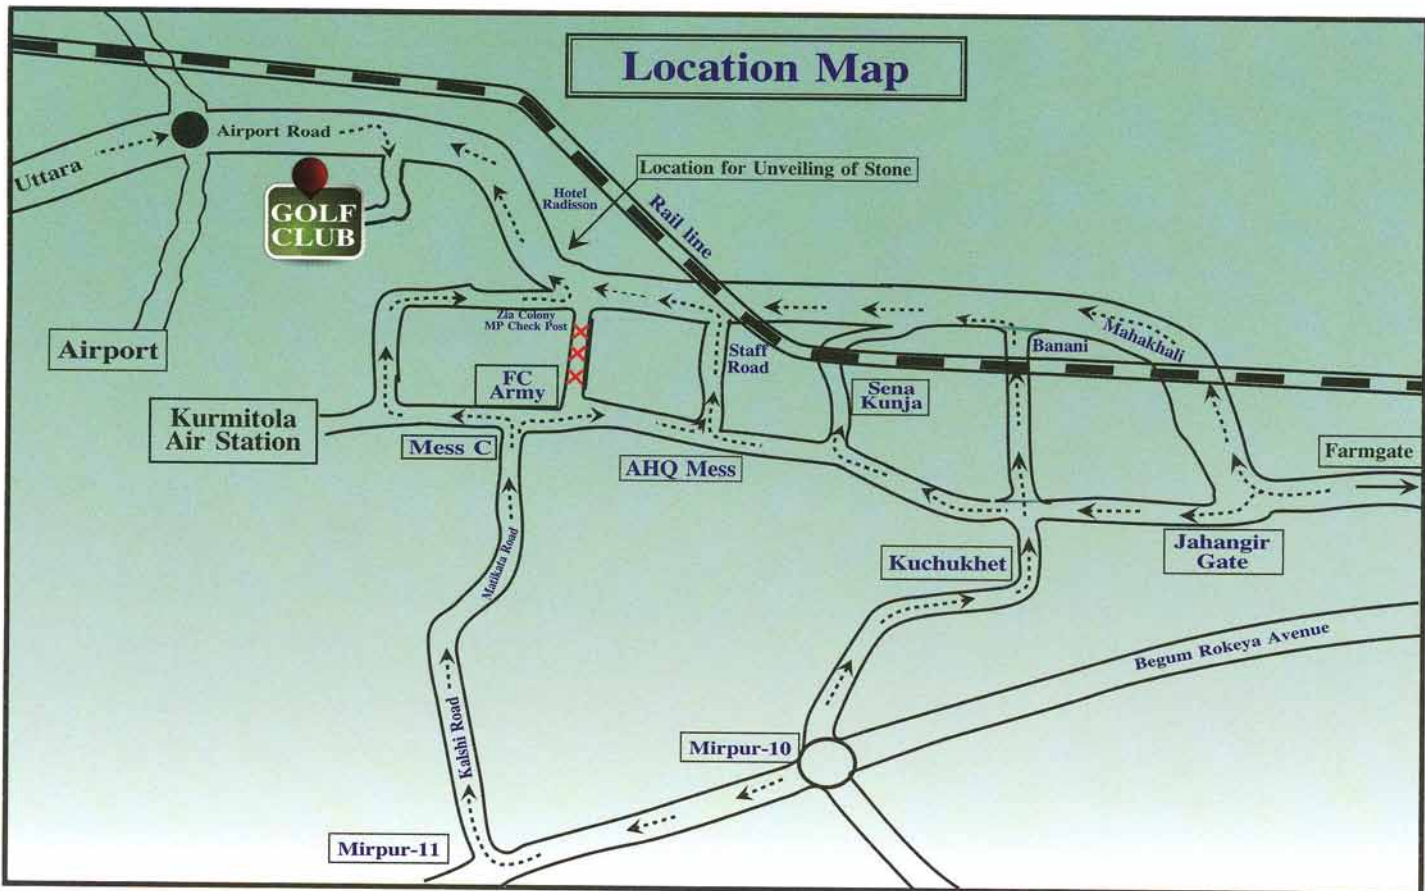 Location Map
Airport Road
Uttara
Location for Unveiling of Stone
Hotel
Radisson
GOLF
CLUB
Rail line
Zia Colony
MP Check Post
Airport
Staff
Road
Banani
Mahakhali
FC
Army
Sena
Kunja
Kurmitola
Air Station
Mess C
AHQ Mess
Farmgate
Matikata Road
Kuchukhet
Jahangir
Gate
Begum Rokeya Avenue
Kalshi Road
Mirpur-10
Mirpur-11